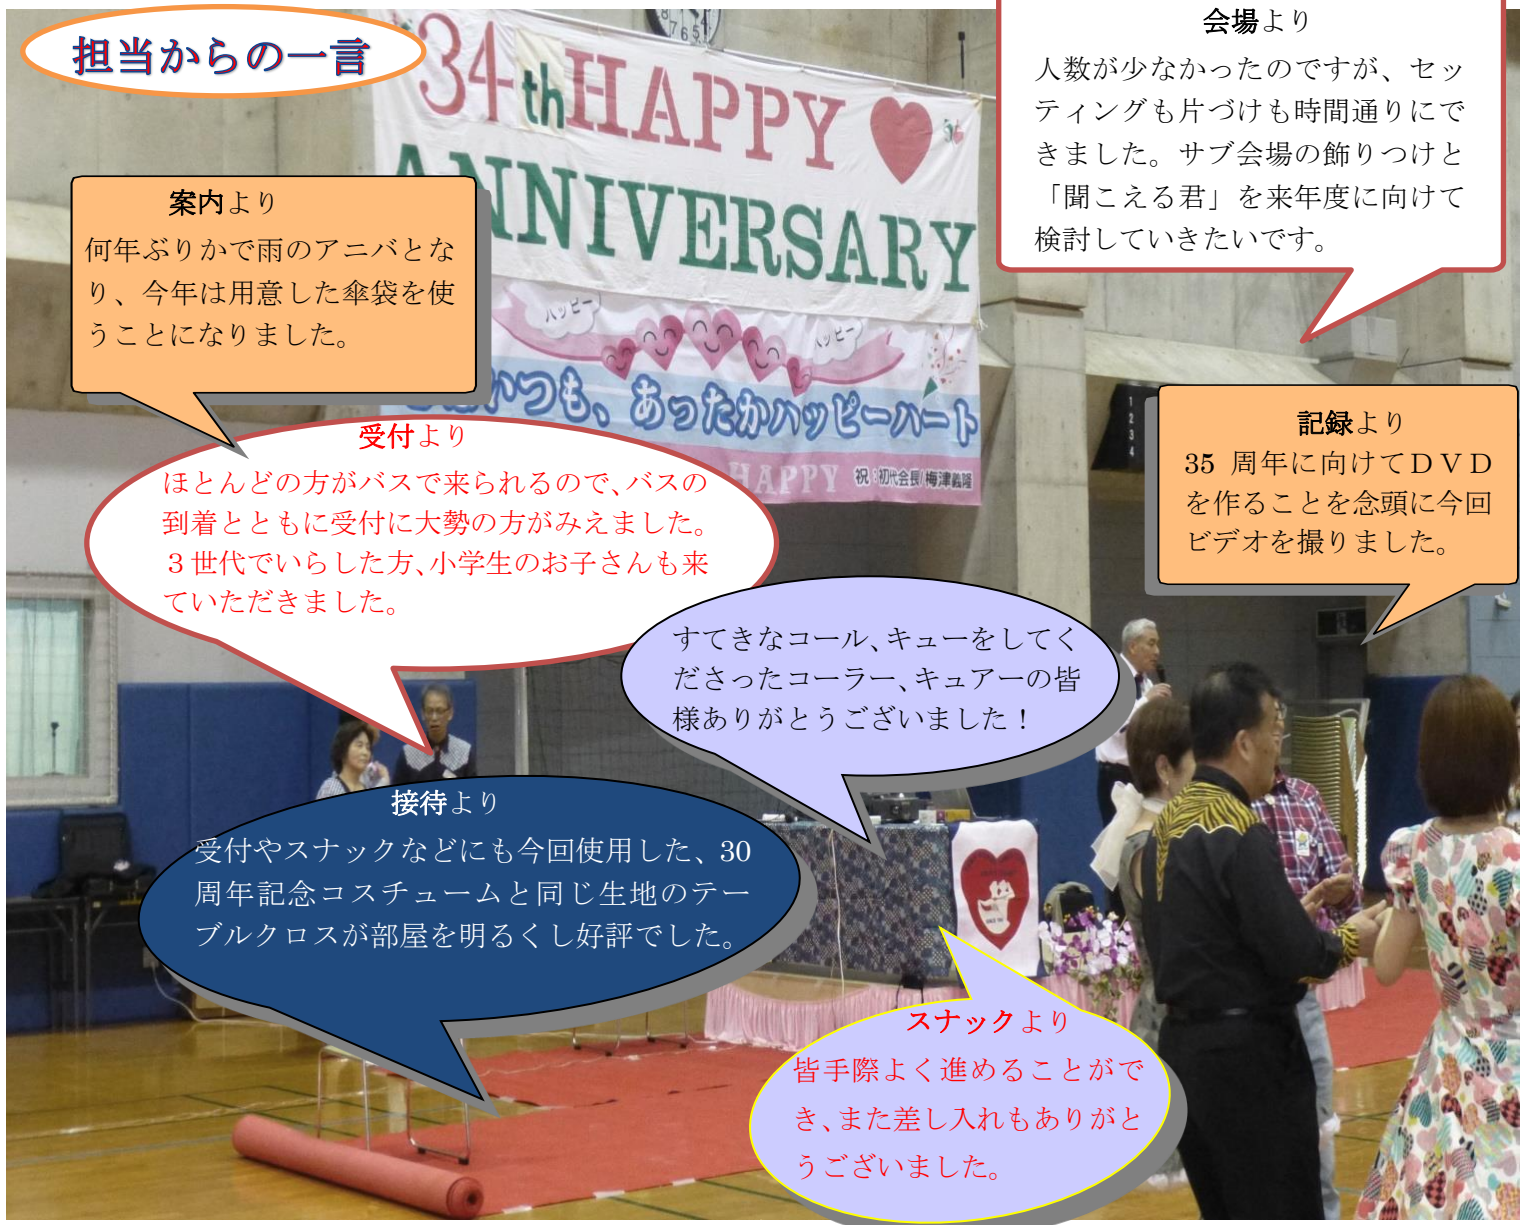 担当からの一言
34thHAPPY
ANNIVERSARY
ハッピー
ハッピー
いつも、あったかハッピーハート
HAPPY 祝:初代会長/梅津義隆
会場より
人数が少なかったのですが、セッ
ティングも片づけも時間通りにで
きました。サブ会場の飾りつけと
「聞こえる君」を来年度に向けて
検討していきたいです。
案内より
何年ぶりかで雨のアニバとな
り、今年は用意した傘袋を使
うことになりました。
記録より
35 周年に向けてＤＶＤ
を作ることを念頭に今回
ビデオを撮りました。
受付より
ほとんどの方がバスで来られるので、バスの
到着とともに受付に大勢の方がみえました。
３世代でいらした方、小学生のお子さんも来
ていただきました。
すてきなコール、キューをしてく
ださったコーラー、キュアーの皆
様ありがとうございました！
接待より
受付やスナックなどにも今回使用した、30
周年記念コスチュームと同じ生地のテー
ブルクロスが部屋を明るくし好評でした。
スナックより
皆手際よく進めることがで
き、また差し入れもありがと
うございました。